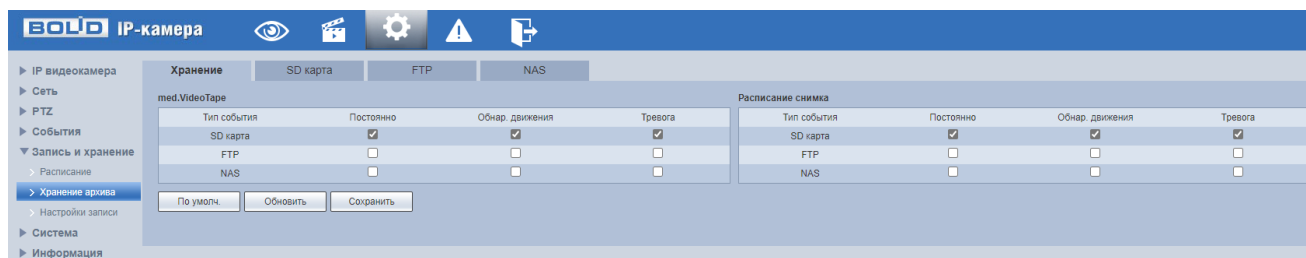 BOLID IP-камера
IP видеокамера
Сеть
PTZ
События
Запись и хранение
Расписание
Хранение архива
Настройки записи
Система
Информация
Хранение SD карта FTP NAS
med.VideoTape
Тип события Постоянно Обнар. движения Тревога
SD карта
FTP
NAS
Расписание снимка
Тип события Постоянно Обнар. движения Тревога
SD карта
FTP
NAS
По умолч. Обновить Сохранить